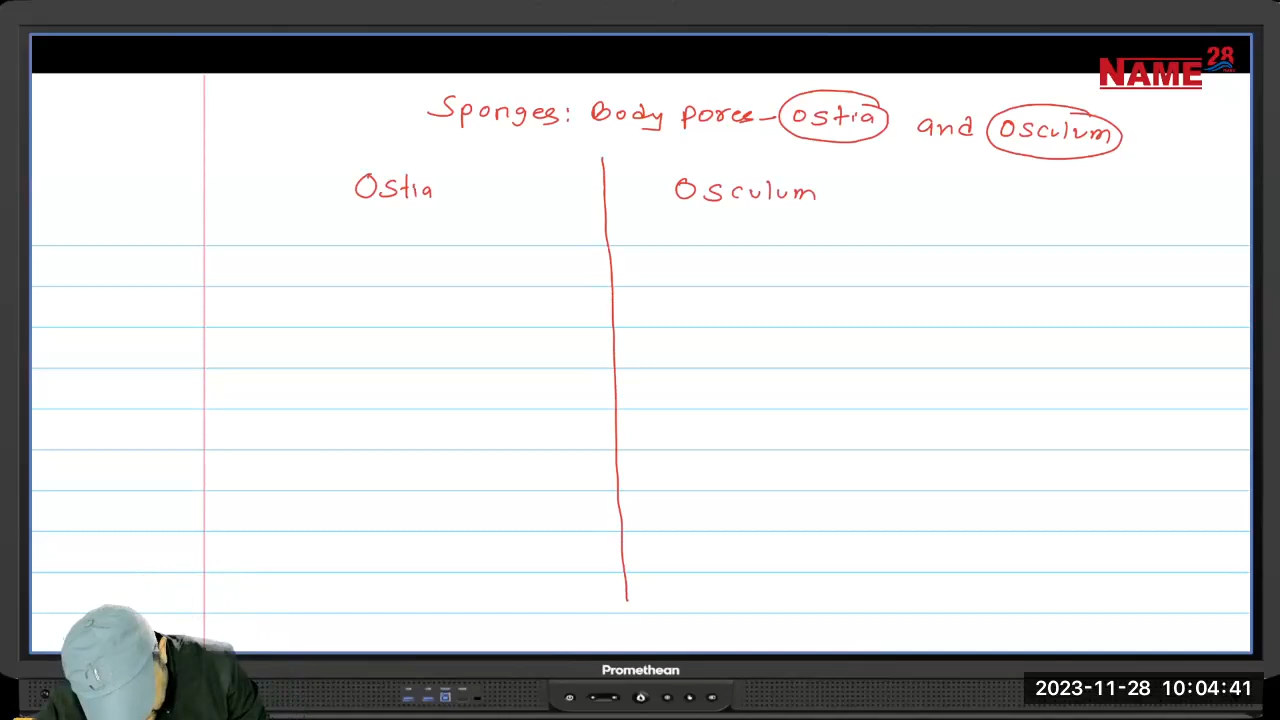 NAME 28
Sponges: Body pores - Ostia and Osculum
Ostia
Osculum
Promethean
2023-11-28 10:04:41